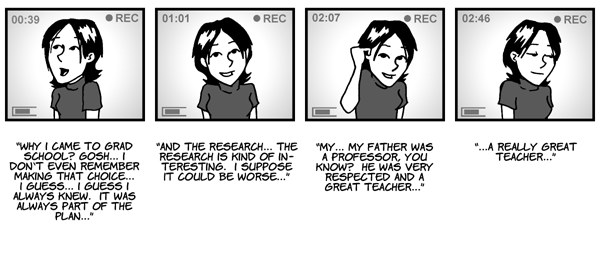 00:39 REC
"WHY I CAME TO GRAD
SCHOOL? GOSH... I
DON'T EVEN REMEMBER
MAKING THAT CHOICE...
I GUESS... I GUESS I
ALWAYS KNEW. IT WAS
ALWAYS PART OF THE
PLAN..."
01:01 REC
"AND THE RESEARCH... THE
RESEARCH IS KIND OF IN-
TERESTING. I SUPPOSE
IT COULD BE WORSE..."
02:07 REC
"MY... MY FATHER WAS
A PROFESSOR, YOU
KNOW? HE WAS VERY
RESPECTED AND A
GREAT TEACHER..."
02:46 REC
"...A REALLY GREAT
TEACHER..."